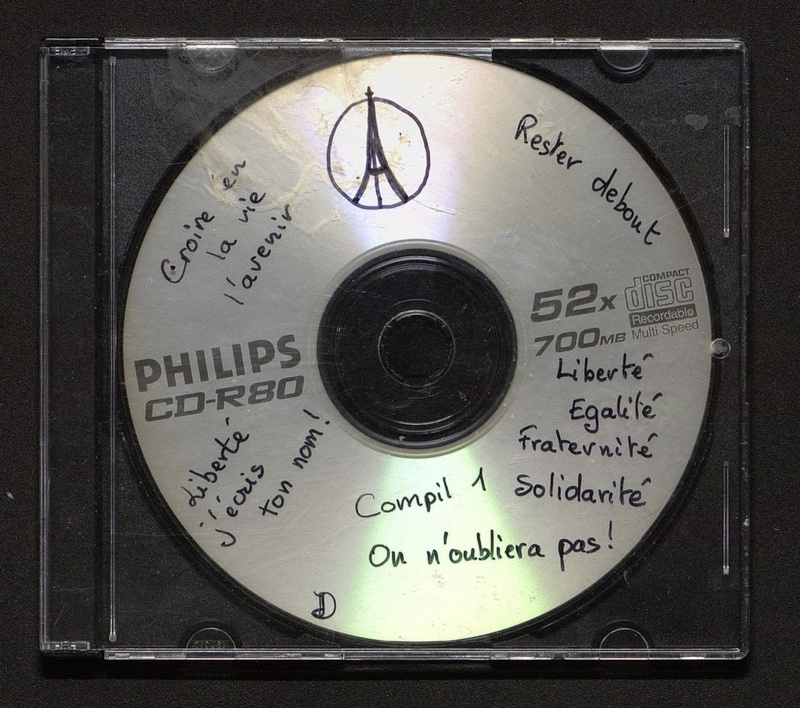 Rester debout
Croire en
la vie
l'avenir
52x
700MB
COMPACT
disc
Recordable
Multi Speed
PHILIPS
CD-R80
Liberté
Egalité
Fraternité
Solidarité
Liberté
j'écris
ton nom!
Compil 1
On n'oubliera pas!
D